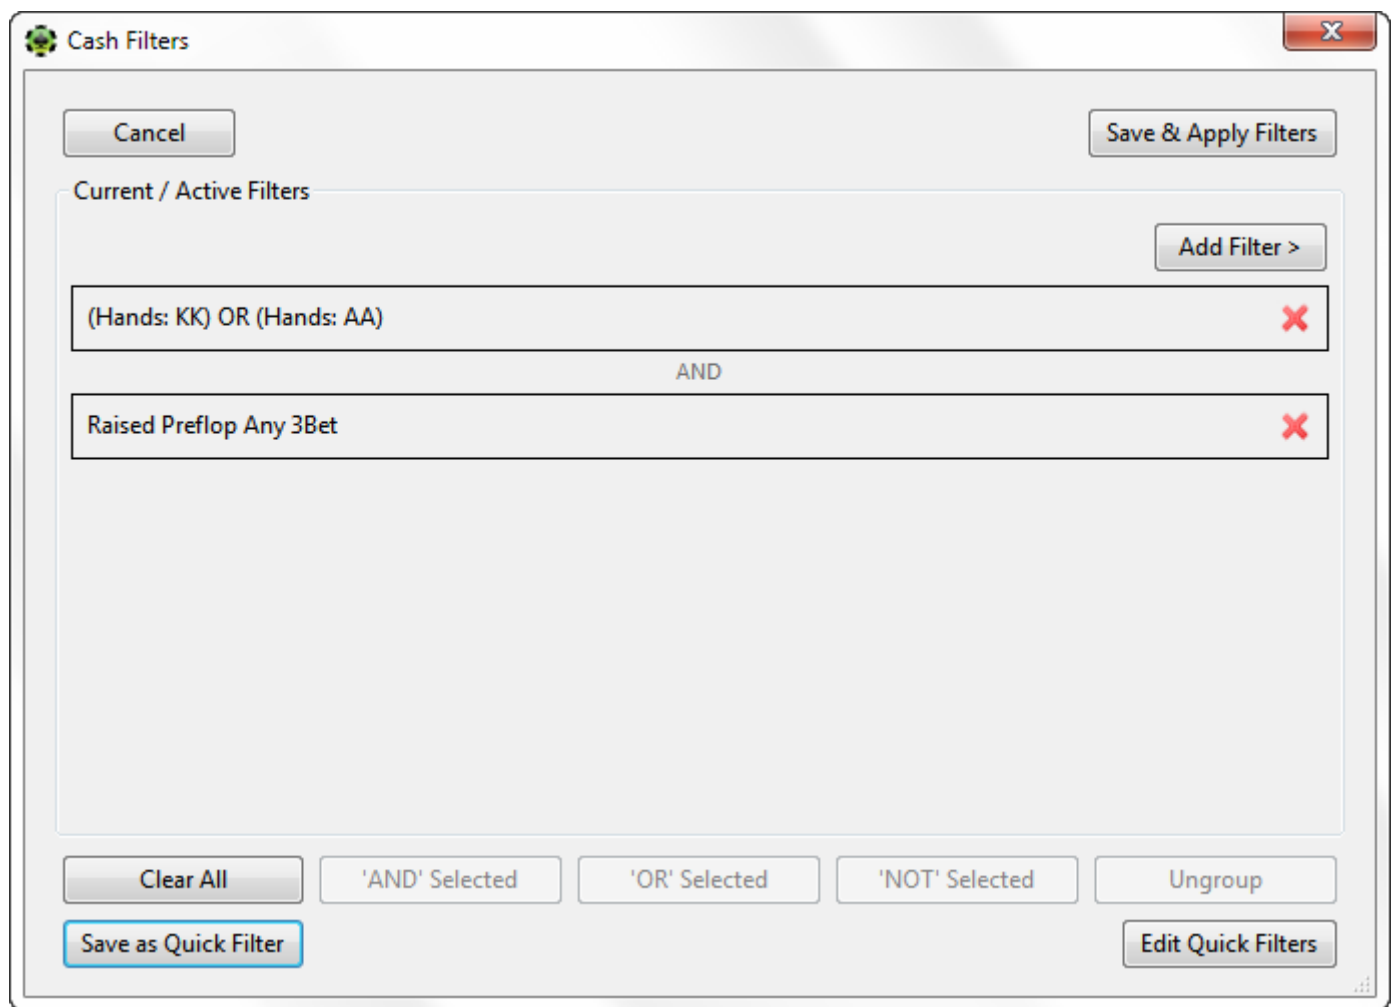 Cash Filters
Cancel
Save & Apply Filters
Current / Active Filters
Add Filter >
(Hands: KK) OR (Hands: AA)
AND
Raised Preflop Any 3Bet
Clear All
'AND' Selected
'OR' Selected
'NOT' Selected
Ungroup
Save as Quick Filter
Edit Quick Filters